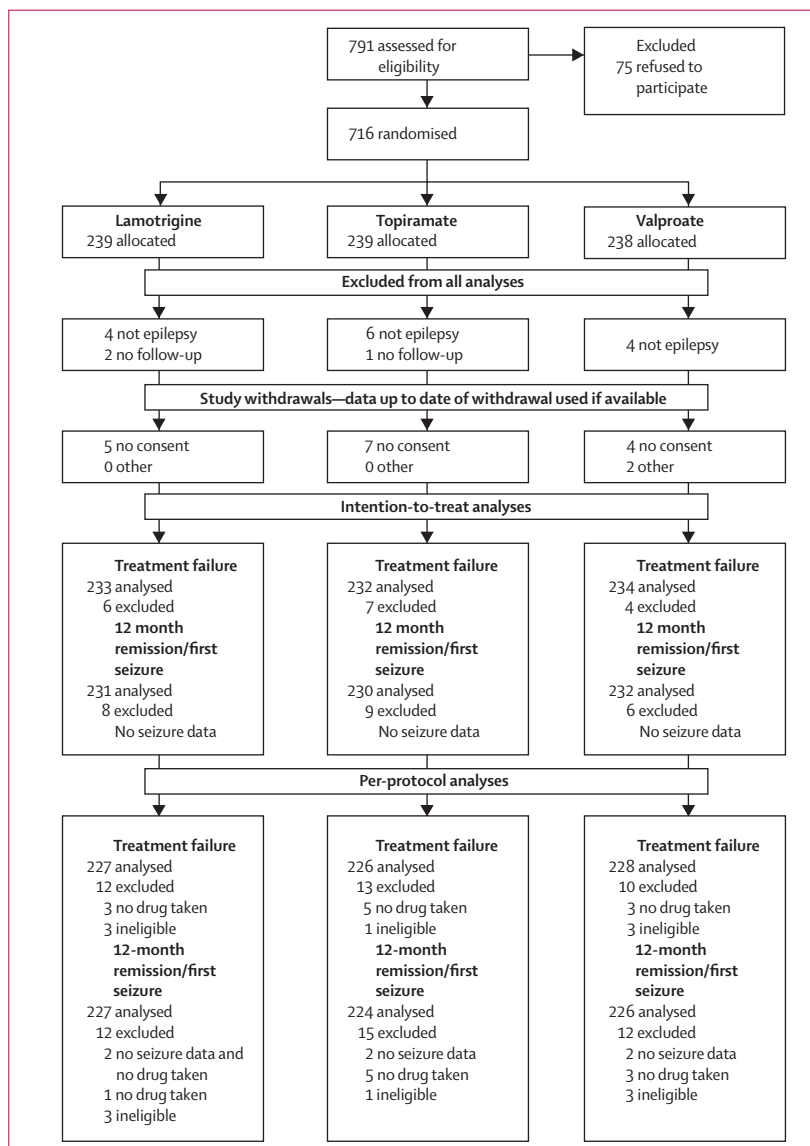 791 assessed for
eligibility
Excluded
75 refused to
participate
716 randomised
Lamotrigine
239 allocated
Topiramate
239 allocated
Valproate
238 allocated
Excluded from all analyses
4 not epilepsy
2 no follow-up
6 not epilepsy
1 no follow-up
4 not epilepsy
Study withdrawals—data up to date of withdrawal used if available
5 no consent
0 other
7 no consent
0 other
4 no consent
2 other
Intention-to-treat analyses
Treatment failure
233 analysed
6 excluded
12 month
remission/first
seizure
231 analysed
8 excluded
No seizure data
Treatment failure
232 analysed
7 excluded
12 month
remission/first
seizure
230 analysed
9 excluded
No seizure data
Treatment failure
234 analysed
4 excluded
12 month
remission/first
seizure
232 analysed
6 excluded
No seizure data
Per-protocol analyses
Treatment failure
227 analysed
12 excluded
3 no drug taken
3 ineligible
12-month
remission/first
seizure
227 analysed
12 excluded
2 no seizure data and
no drug taken
1 no drug taken
3 ineligible
Treatment failure
226 analysed
13 excluded
5 no drug taken
1 ineligible
12-month
remission/first
seizure
224 analysed
15 excluded
2 no seizure data
5 no drug taken
1 ineligible
Treatment failure
228 analysed
10 excluded
3 no drug taken
3 ineligible
12-month
remission/first
seizure
226 analysed
12 excluded
2 no seizure data
3 no drug taken
3 ineligible